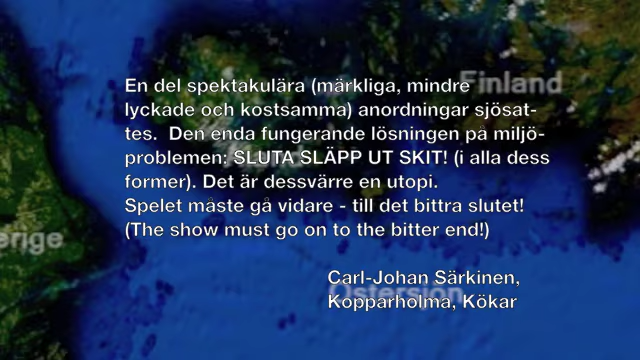 En del spektakulära (märkliga, mindre
lyckade och kostsamma) anordningar sjösat-
tes.  Den enda fungerande lösningen på miljö-
problemen: SLUTA SLÄPP UT SKIT! (i alla dess
former). Det är dessvärre en utopi.
Spelet måste gå vidare - till det bittra slutet!
(The show must go on to the bitter end!)
Carl-Johan Särkinen,
Kopparholma, Kökar
Finland
erige
Östersjön